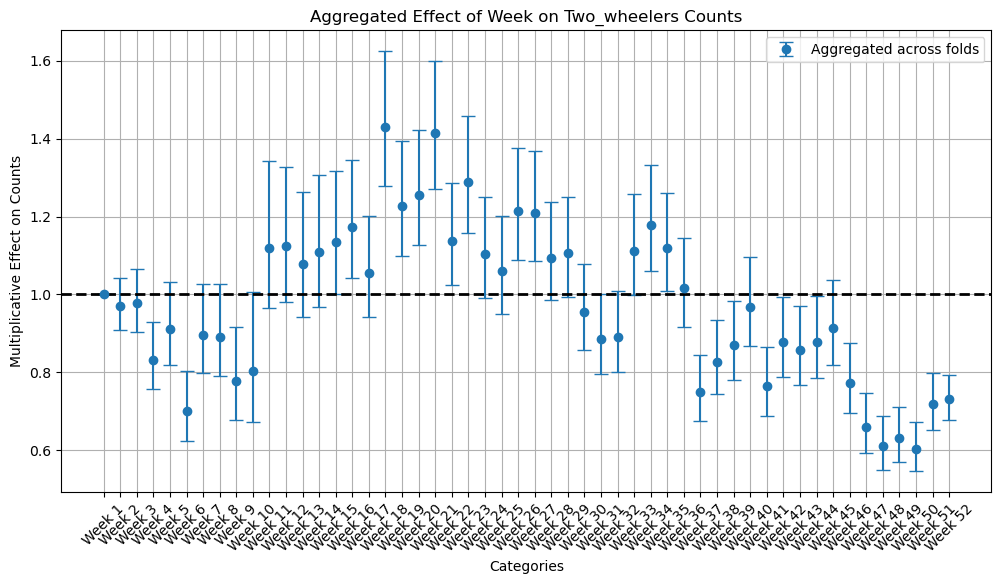 Aggregated Effect of Week on Two_wheelers Counts
Aggregated across folds
Multiplicative Effect on Counts
1.6
1.4
1.2
1.0
0.8
0.6
Week 1
Week 2
Week 3
Week 4
Week 5
Week 6
Week 7
Week 8
Week 9
Week 10
Week 11
Week 12
Week 13
Week 14
Week 15
Week 16
Week 17
Week 18
Week 19
Week 20
Week 21
Week 22
Week 23
Week 24
Week 25
Week 26
Week 27
Week 28
Week 29
Week 30
Week 31
Week 32
Week 33
Week 34
Week 35
Week 36
Week 37
Week 38
Week 39
Week 40
Week 41
Week 42
Week 43
Week 44
Week 45
Week 46
Week 47
Week 48
Week 49
Week 50
Week 51
Week 52
Categories